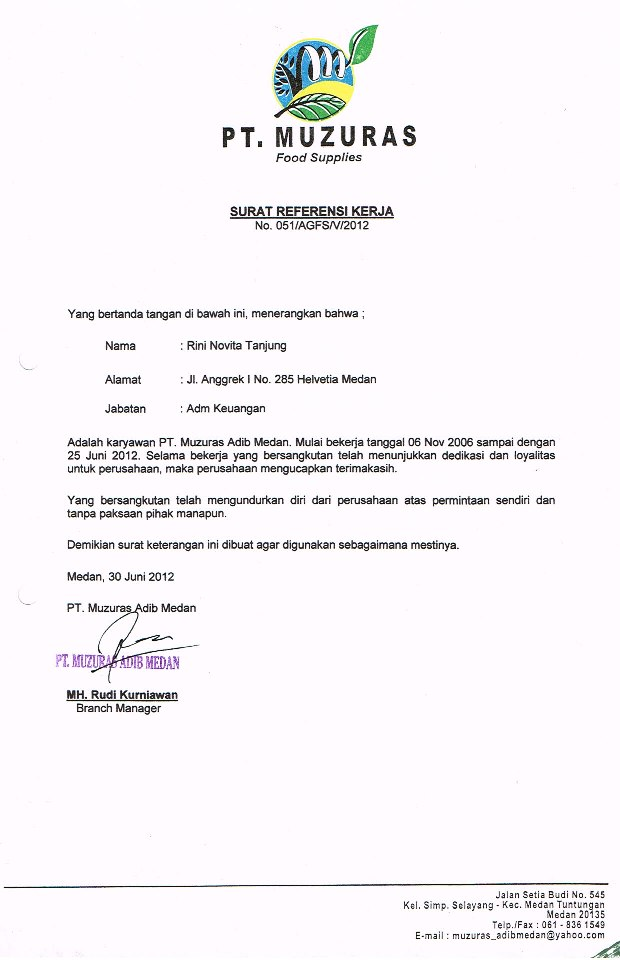 PT. MUZURAS
Food Supplies
SURAT REFERENSI KERJA
No. 051/AGFS/V/2012
Yang bertanda tangan di bawah ini, menerangkan bahwa ;
Nama : Rini Novita Tanjung
Alamat : Jl. Anggrek I No. 285 Helvetia Medan
Jabatan : Adm Keuangan
Adalah karyawan PT. Muzuras Adib Medan. Mulai bekerja tanggal 06 Nov 2006 sampai dengan
25 Juni 2012. Selama bekerja yang bersangkutan telah menunjukkan dedikasi dan loyalitas
untuk perusahaan, maka perusahaan mengucapkan terimakasih.
Yang bersangkutan telah mengundurkan diri dari perusahaan atas permintaan sendiri dan
tanpa paksaan pihak manapun.
Demikian surat keterangan ini dibuat agar digunakan sebagaimana mestinya.
Medan, 30 Juni 2012
PT. Muzuras Adib Medan
PT. MUZURAS ADIB MEDAN
MH. Rudi Kurniawan
Branch Manager
Jalan Setia Budi No. 545
Kel. Simp. Selayang - Kec. Medan Tuntungan
Medan 20135
Telp./Fax : 061 - 836 1549
E-mail : muzuras_adibmedan@yahoo.com